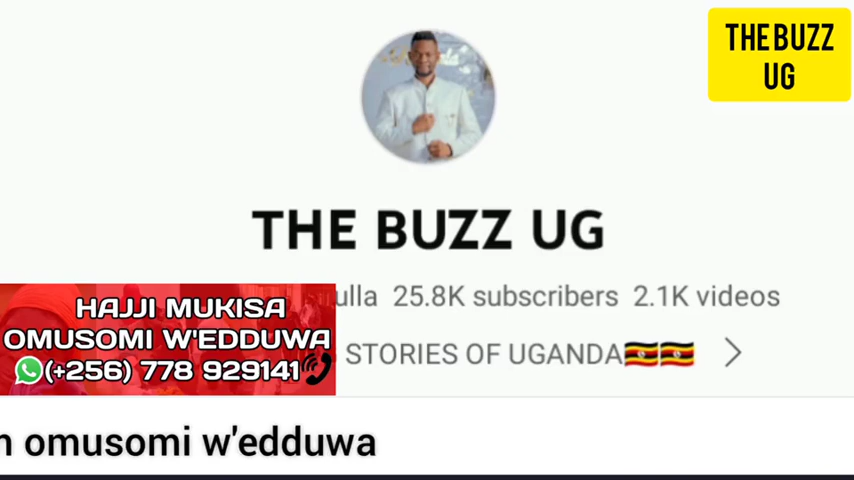 THE BUZZ
UG
THE BUZZ UG
25.8K subscribers 2.1K videos
HAJJI MUKISA
OMUSOMI W'EDDUWA
(+256) 778 929141
STORIES OF UGANDA🇺🇬🇺🇬
omusomi w'edduwa